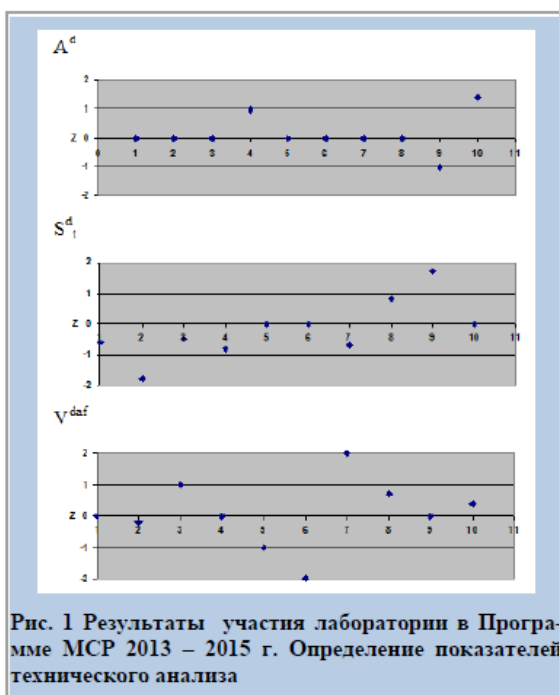 A^d
2
1
Z 0
0 1 2 3 4 5 6 7 8 9 10 11
-1
-2
S^d_t
2
1
Z 0
1 2 3 4 5 6 7 8 9 10 11
-1
-2
V^daf
2
1
Z 0
1 2 3 4 5 6 7 8 9 10 11
-1
-2
Рис. 1 Результаты участия лаборатории в Програ-
мме МСР 2013 – 2015 г. Определение показателей
технического анализа